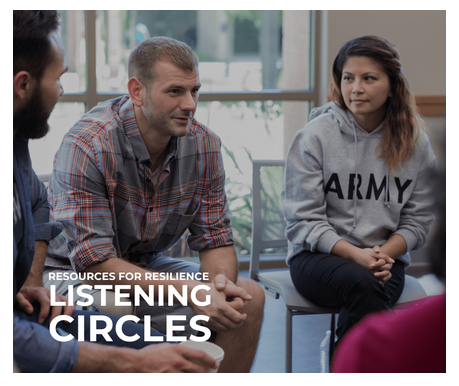 ARMY
RESOURCES FOR RESILIENCE
LISTENING
CIRCLES